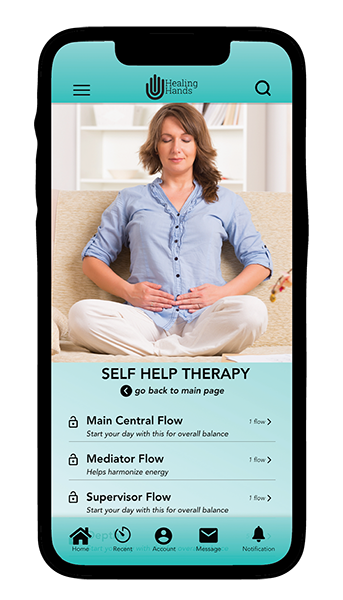 Healing
Hands
SELF HELP THERAPY
go back to main page
Main Central Flow
1 flow
Start your day with this for overall balance
Mediator Flow
1 flow
Helps harmonize energy
Supervisor Flow
1 flow
Start your day with this for overall balance
Home
Recent
Account
Message
Notification